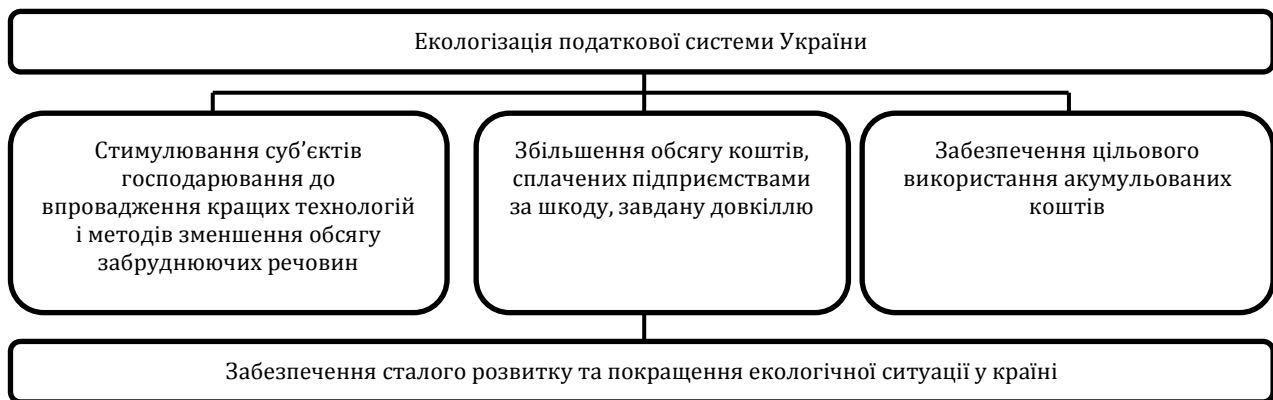 Екологізація податкової системи України
Стимулювання суб’єктів
господарювання до
впровадження кращих технологій
і методів зменшення обсягу
забруднюючих речовин
Збільшення обсягу коштів,
сплачених підприємствами
за шкоду, завдану довкіллю
Забезпечення цільового
використання акумульованих
коштів
Забезпечення сталого розвитку та покращення екологічної ситуації у країні